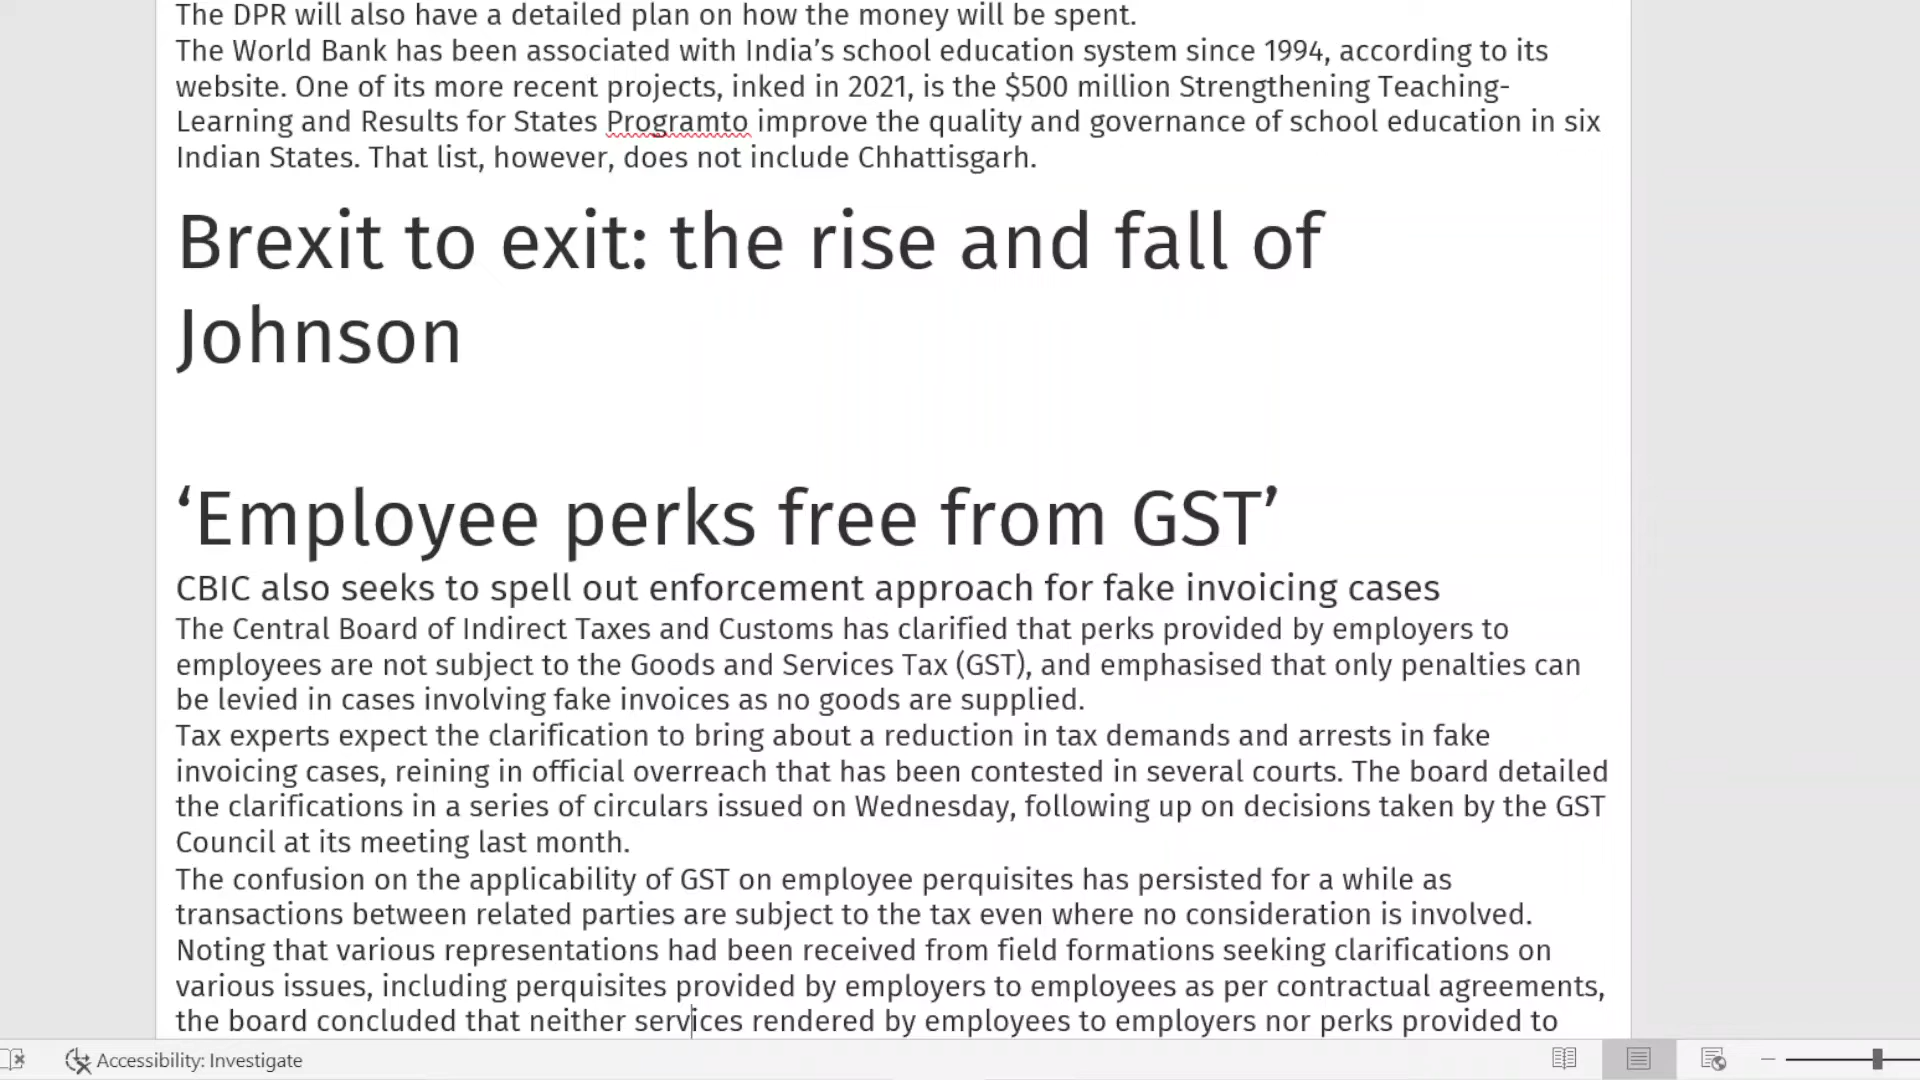 The DPR will also have a detailed plan on how the money will be spent.
The World Bank has been associated with India’s school education system since 1994, according to its
website. One of its more recent projects, inked in 2021, is the $500 million Strengthening Teaching-
Learning and Results for States Programto improve the quality and governance of school education in six
Indian States. That list, however, does not include Chhattisgarh.
Brexit to exit: the rise and fall of
Johnson
‘Employee perks free from GST’
CBIC also seeks to spell out enforcement approach for fake invoicing cases
The Central Board of Indirect Taxes and Customs has clarified that perks provided by employers to
employees are not subject to the Goods and Services Tax (GST), and emphasised that only penalties can
be levied in cases involving fake invoices as no goods are supplied.
Tax experts expect the clarification to bring about a reduction in tax demands and arrests in fake
invoicing cases, reining in official overreach that has been contested in several courts. The board detailed
the clarifications in a series of circulars issued on Wednesday, following up on decisions taken by the GST
Council at its meeting last month.
The confusion on the applicability of GST on employee perquisites has persisted for a while as
transactions between related parties are subject to the tax even where no consideration is involved.
Noting that various representations had been received from field formations seeking clarifications on
various issues, including perquisites provided by employers to employees as per contractual agreements,
the board concluded that neither services rendered by employees to employers nor perks provided to
Accessibility: Investigate